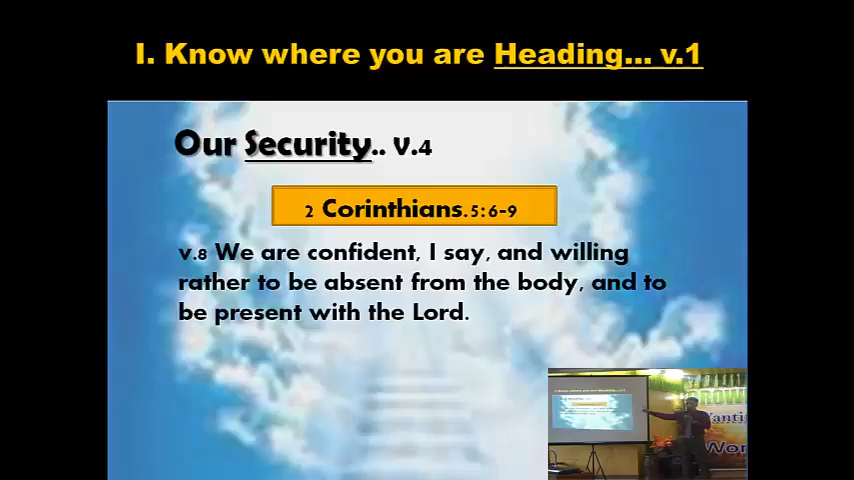 I. Know where you are Heading... v.1
Our Security.. V.4
2 Corinthians.5:6-9
v.8 We are confident, I say, and willing
rather to be absent from the body, and to
be present with the Lord.